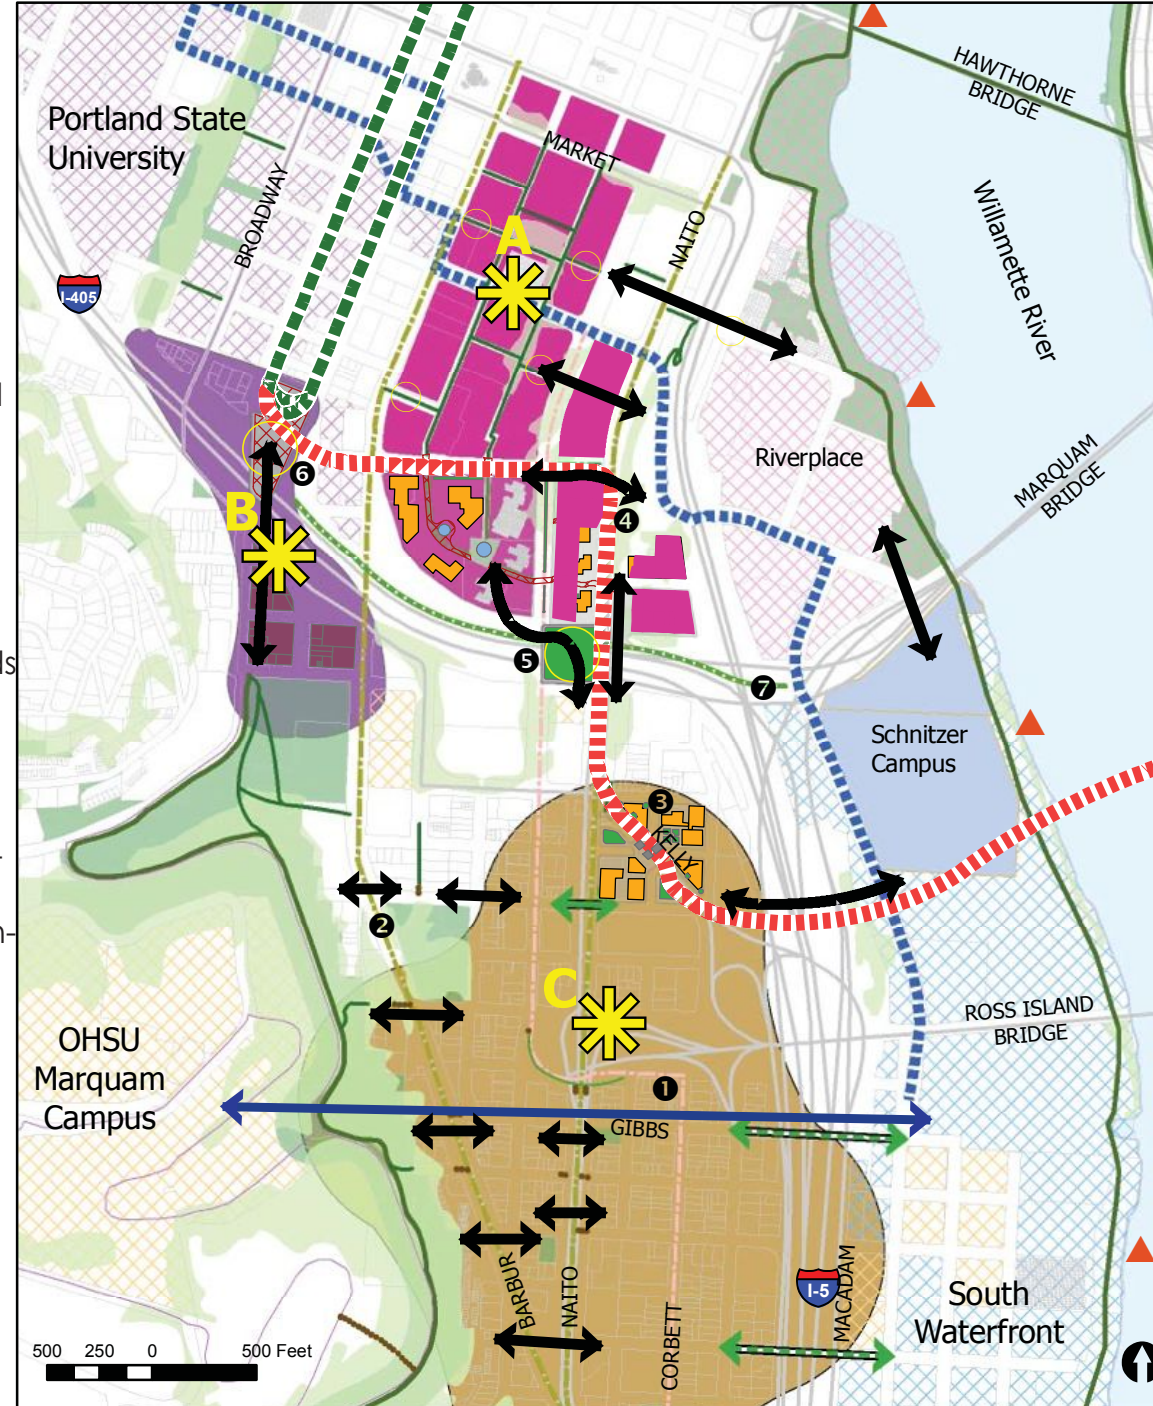 HAWTHORNE
BRIDGE
Portland State
University
MARKET
BROADWAY
Willamette River
NAITO
A
I-405
Riverplace
MARQUAM
BRIDGE
6
B
4
ls
5
7
Schnitzer
Campus
3
KELLY
2
n-
C
ROSS ISLAND
BRIDGE
OHSU
Marquam
Campus
1
GIBBS
BARBUR
NAITO
CORBETT
MACADAM
I-5
South
Waterfront
500 250 0 500 Feet